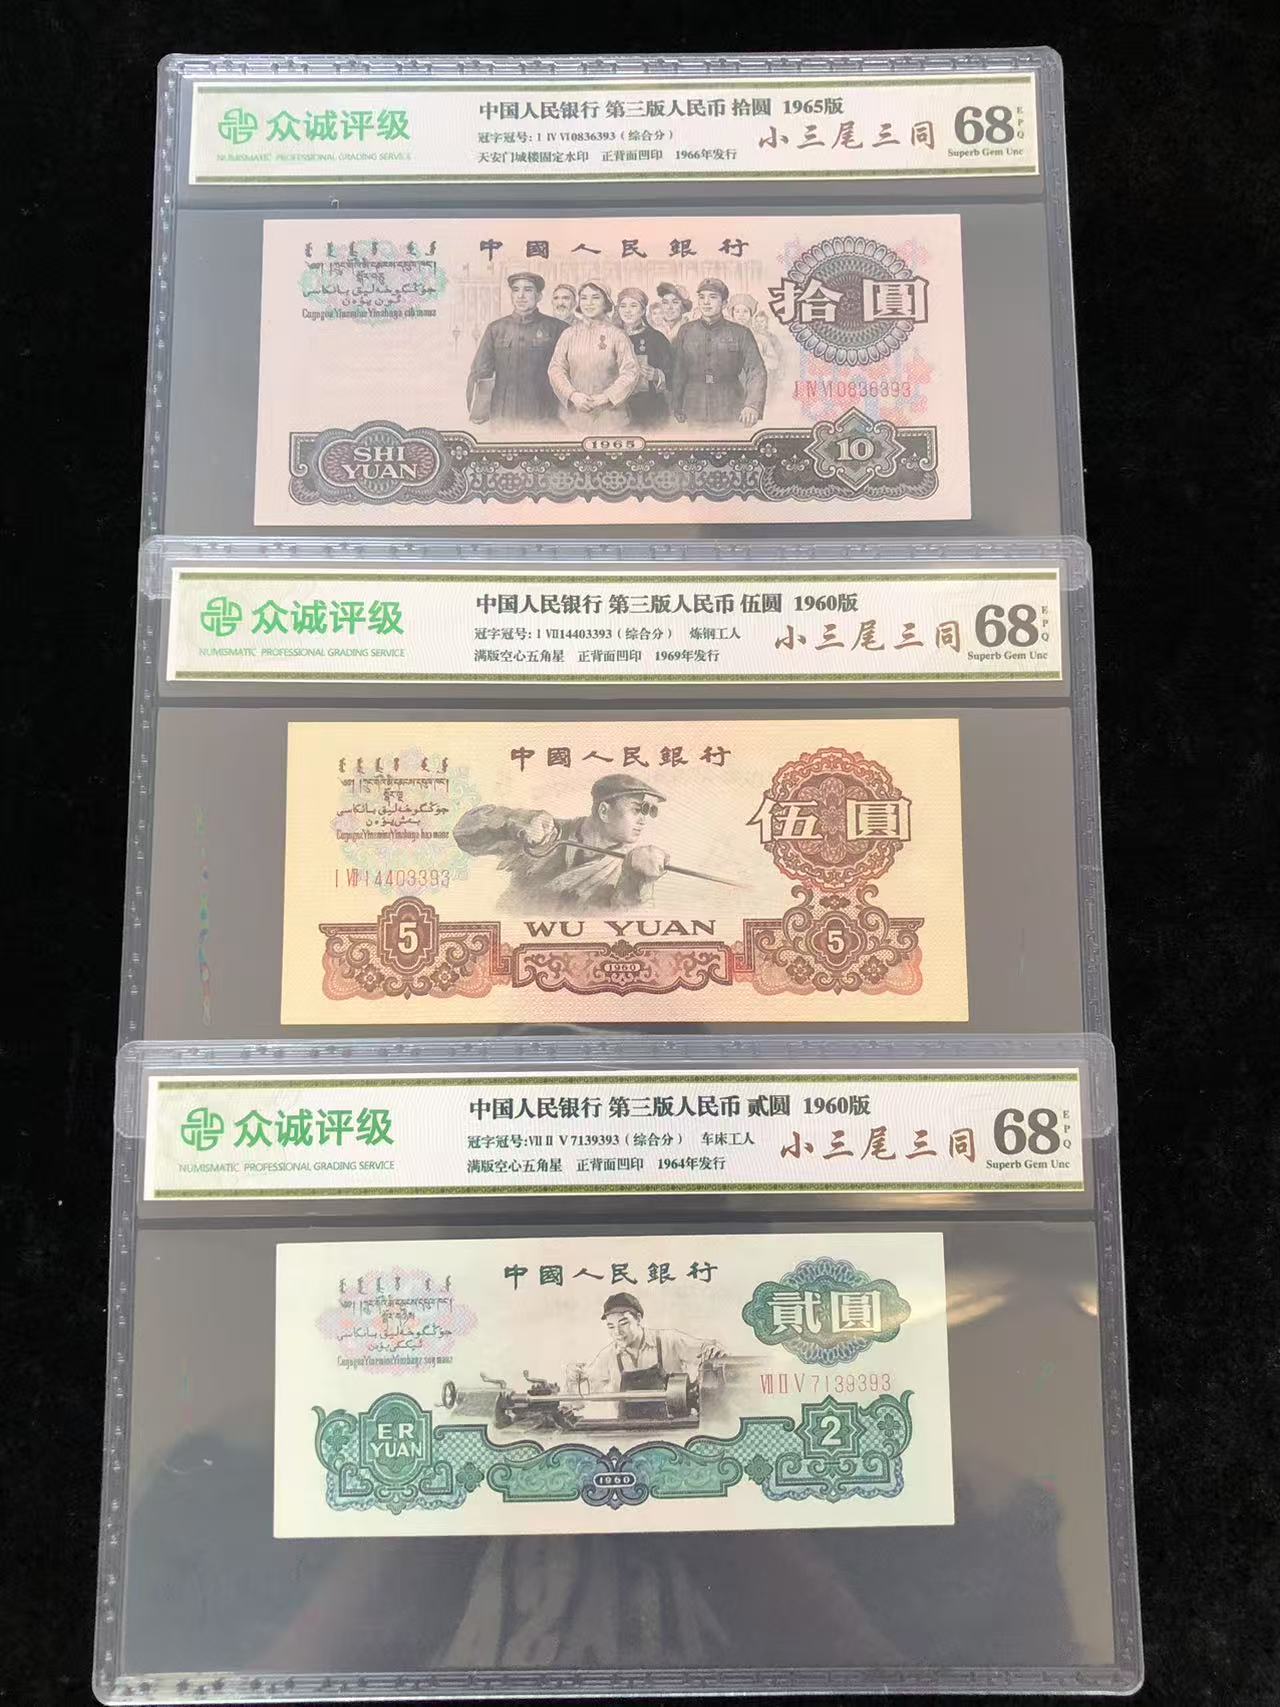 众诚评级
NUMISMATIC PROFESSIONAL GRADING SERVICE
中国人民银行 第三版人民币 拾圆 1965版
冠字冠号: I IV VI 0836393 (综合分)
天安门城楼固定水印 正背面凹印 1966年发行
小三尾三同
68 EPQ
Superb Gem Unc
中國人民銀行
拾圓
I IV VI 0836393
1965
SHI
YUAN
10
众诚评级
NUMISMATIC PROFESSIONAL GRADING SERVICE
中国人民银行 第三版人民币 伍圆 1960版
冠字冠号: I VII 14403393 (综合分) 炼钢工人
满版空心五角星 正背面凹印 1969年发行
小三尾三同
68 EPQ
Superb Gem Unc
中國人民銀行
伍圓
I VII 14403393
5
WU YUAN
1960
5
众诚评级
NUMISMATIC PROFESSIONAL GRADING SERVICE
中国人民银行 第三版人民币 贰圆 1960版
冠字冠号: VII II V 7139393 (综合分) 车床工人
满版空心五角星 正背面凹印 1964年发行
小三尾三同
68 EPQ
Superb Gem Unc
中國人民銀行
貳圓
VII II V 7139393
ER
YUAN
1960
2